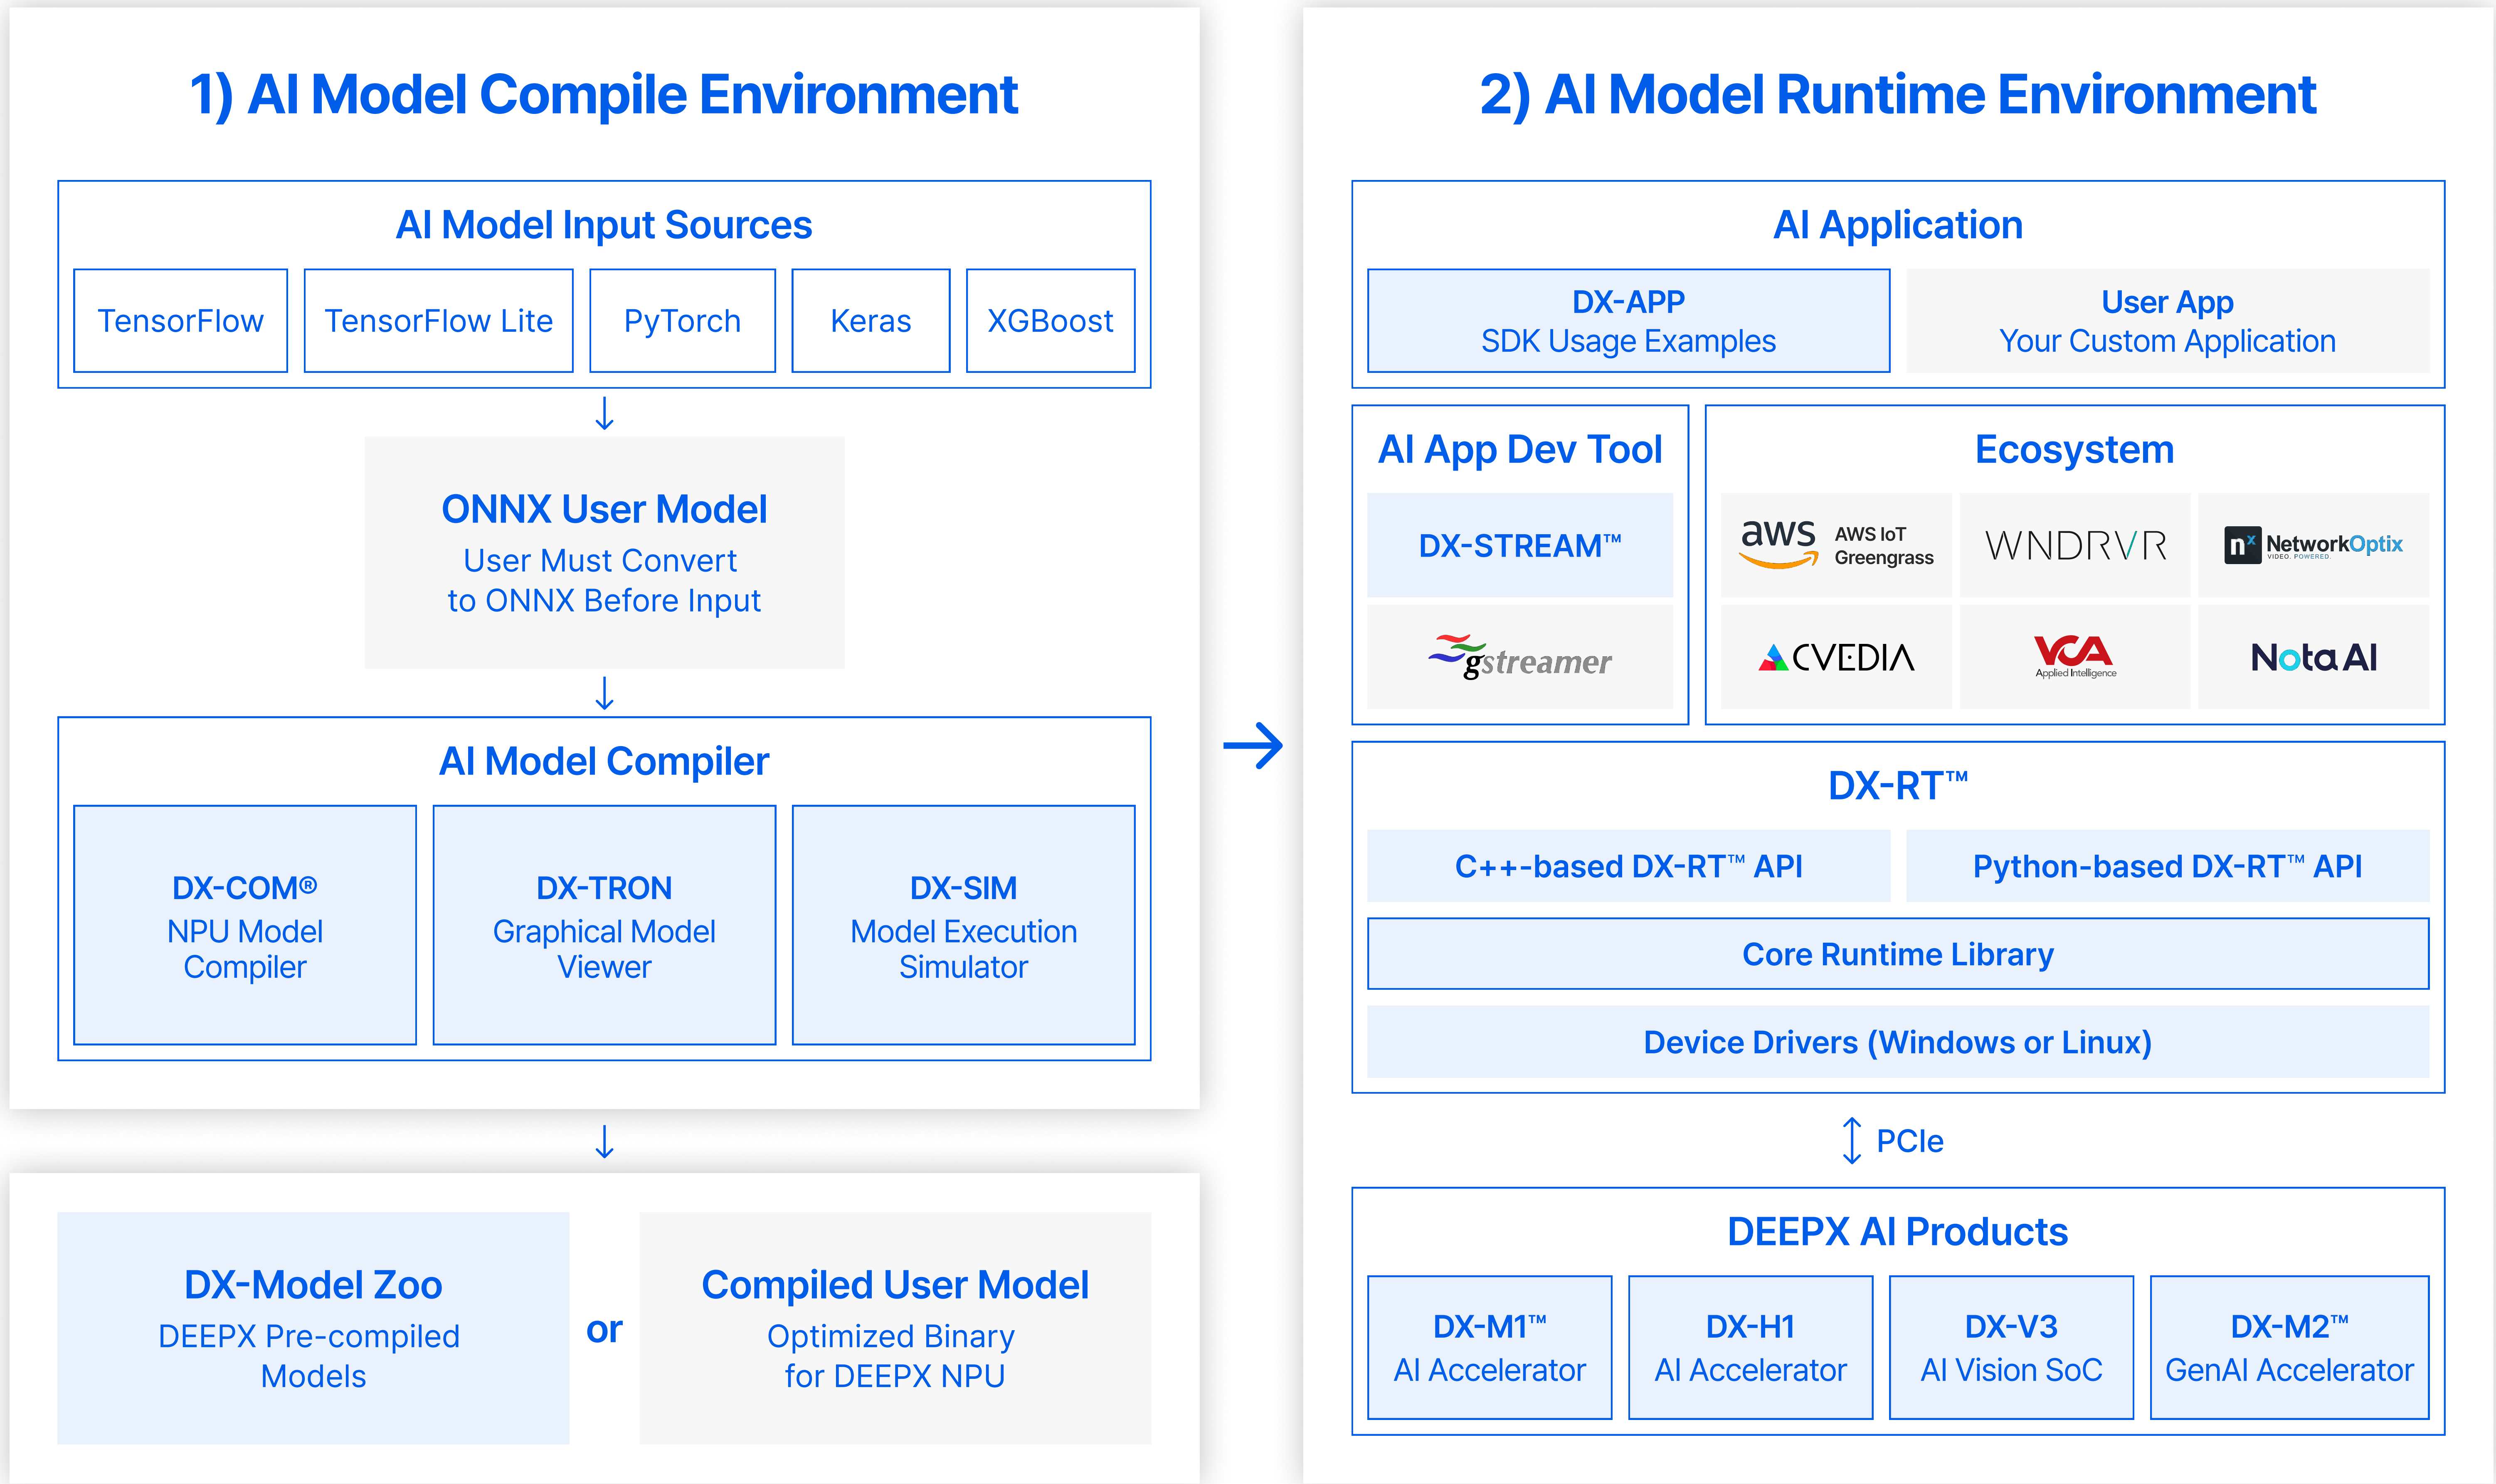 1) AI Model Compile Environment
AI Model Input Sources
TensorFlow
TensorFlow Lite
PyTorch
Keras
XGBoost
ONNX User Model
User Must Convert
to ONNX Before Input
AI Model Compiler
DX-COM®
NPU Model
Compiler
DX-TRON
Graphical Model
Viewer
DX-SIM
Model Execution
Simulator
DX-Model Zoo
DEEPX Pre-compiled
Models
or
Compiled User Model
Optimized Binary
for DEEPX NPU
2) AI Model Runtime Environment
AI Application
DX-APP
SDK Usage Examples
User App
Your Custom Application
AI App Dev Tool
DX-STREAM™
gstreamer
Ecosystem
aws
AWS IoT
Greengrass
WNDRVR
nx NetworkOptix
VIDEO. POWERED.
CVEDIA
VCA
Applied Intelligence
Nota AI
DX-RT™
C++-based DX-RT™ API
Python-based DX-RT™ API
Core Runtime Library
Device Drivers (Windows or Linux)
PCIe
DEEPX AI Products
DX-M1™
AI Accelerator
DX-H1
AI Accelerator
DX-V3
AI Vision SoC
DX-M2™
GenAI Accelerator